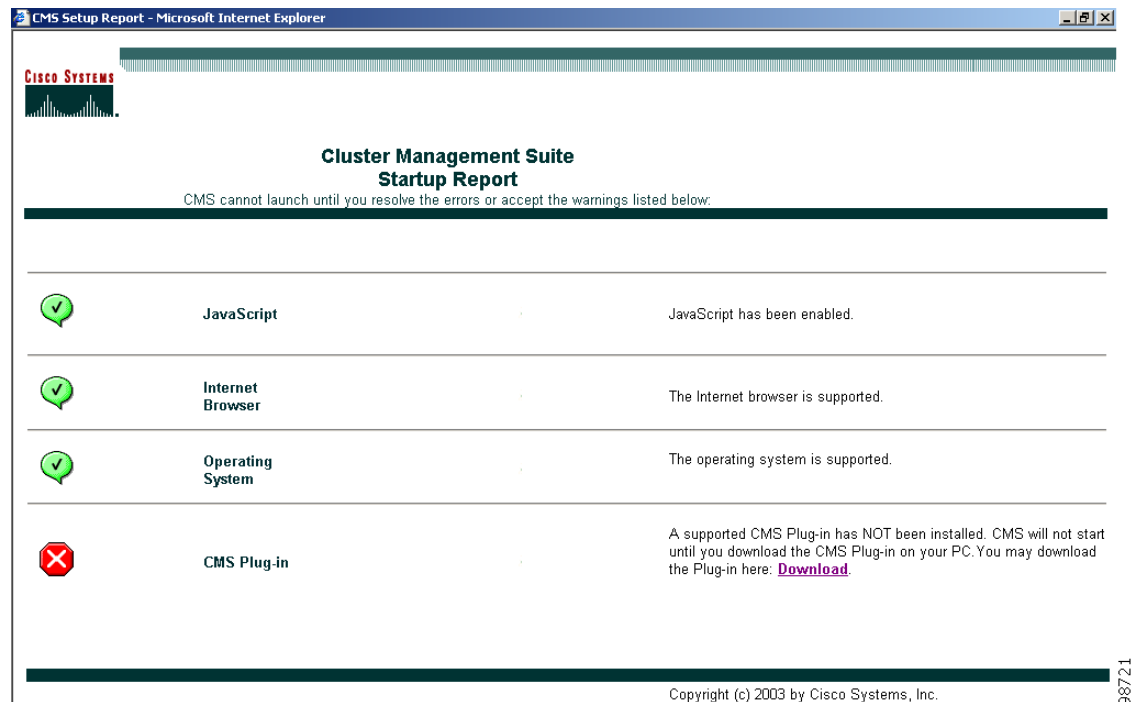 CMS Setup Report - Microsoft Internet Explorer
CISCO SYSTEMS
Cluster Management Suite
Startup Report
CMS cannot launch until you resolve the errors or accept the warnings listed below:
JavaScript
JavaScript has been enabled.
Internet
Browser
The Internet browser is supported.
Operating
System
The operating system is supported.
CMS Plug-in
A supported CMS Plug-in has NOT been installed. CMS will not start
until you download the CMS Plug-in on your PC.You may download
the Plug-in here: Download.
Copyright (c) 2003 by Cisco Systems, Inc.
98721